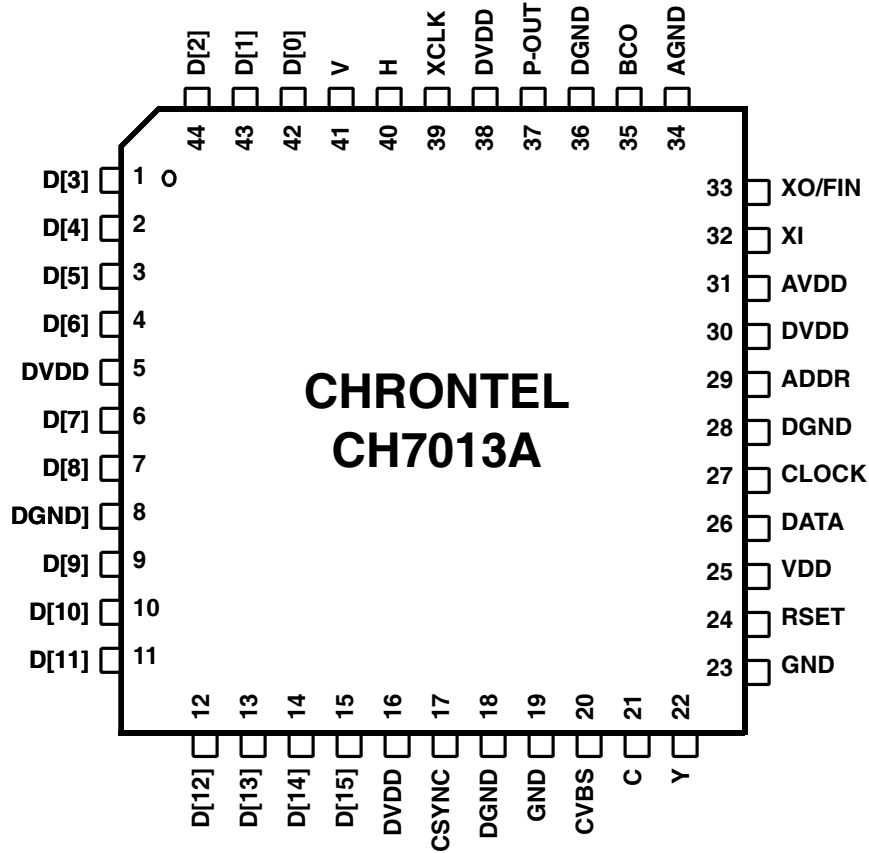 D[2] D[1] D[0] V H XCLK DVDD P-OUT DGND BCO AGND
44 43 42 41 40 39 38 37 36 35 34
D[3] 1
D[4] 2
D[5] 3
D[6] 4
DVDD 5
D[7] 6
D[8] 7
DGND] 8
D[9] 9
D[10] 10
D[11] 11
CHRONTEL
CH7013A
33 XO/FIN
32 XI
31 AVDD
30 DVDD
29 ADDR
28 DGND
27 CLOCK
26 DATA
25 VDD
24 RSET
23 GND
12 13 14 15 16 17 18 19 20 21 22
D[12] D[13] D[14] D[15] DVDD CSYNC DGND GND CVBS C Y